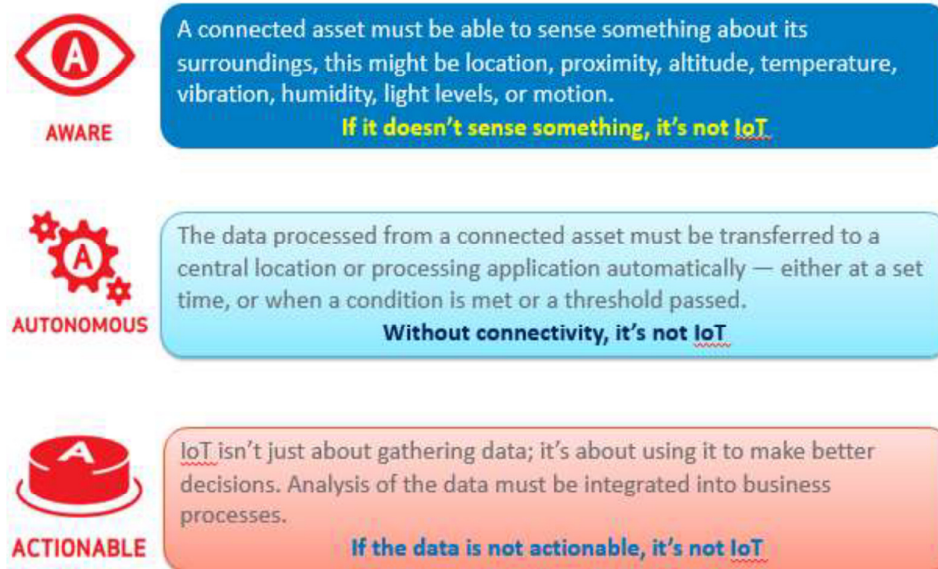 A
AWARE
A connected asset must be able to sense something about its
surroundings, this might be location, proximity, altitude, temperature,
vibration, humidity, light levels, or motion.
If it doesn't sense something, it's not IoT
A
AUTONOMOUS
The data processed from a connected asset must be transferred to a
central location or processing application automatically — either at a set
time, or when a condition is met or a threshold passed.
Without connectivity, it's not IoT
A
ACTIONABLE
IoT isn't just about gathering data; it's about using it to make better
decisions. Analysis of the data must be integrated into business
processes.
If the data is not actionable, it's not IoT